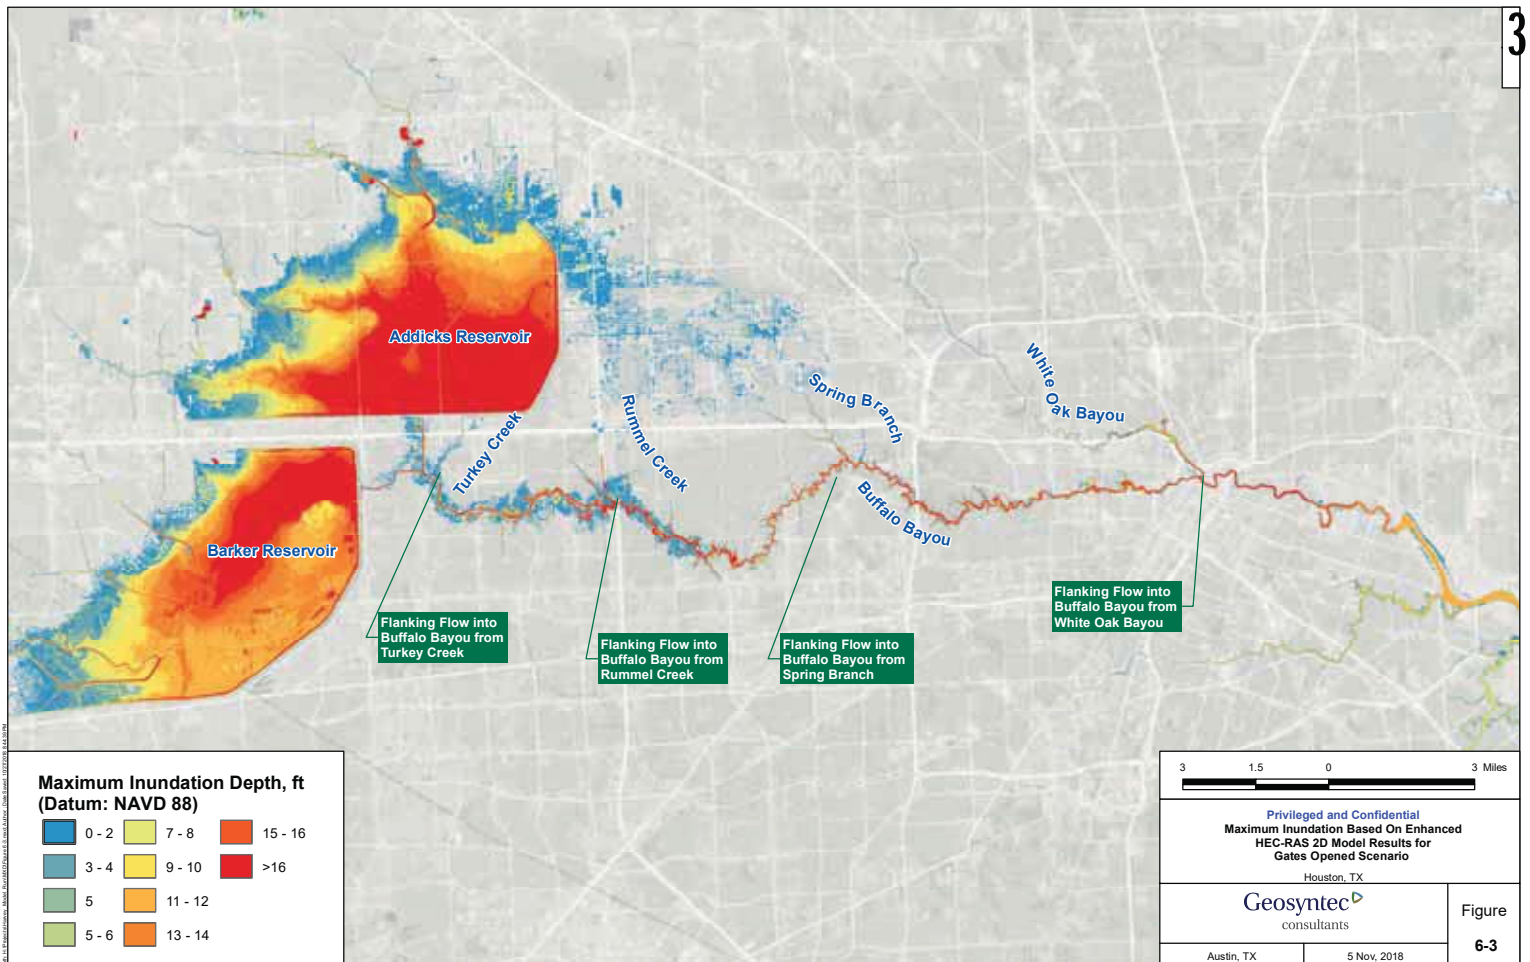 3
Addicks Reservoir
White Oak Bayou
Spring Branch
Rummel Creek
Turkey Creek
Buffalo Bayou
Barker Reservoir
Flanking Flow into
Buffalo Bayou from
Turkey Creek
Flanking Flow into
Buffalo Bayou from
Rummel Creek
Flanking Flow into
Buffalo Bayou from
Spring Branch
Flanking Flow into
Buffalo Bayou from
White Oak Bayou
Maximum Inundation Depth, ft
(Datum: NAVD 88)
0 - 2
7 - 8
15 - 16
3 - 4
9 - 10
>16
5
11 - 12
5 - 6
13 - 14
3 1.5 0 3 Miles
Privileged and Confidential
Maximum Inundation Based On Enhanced
HEC-RAS 2D Model Results for
Gates Opened Scenario
Houston, TX
Geosyntec
consultants
Figure
6-3
Austin, TX
5 Nov, 2018